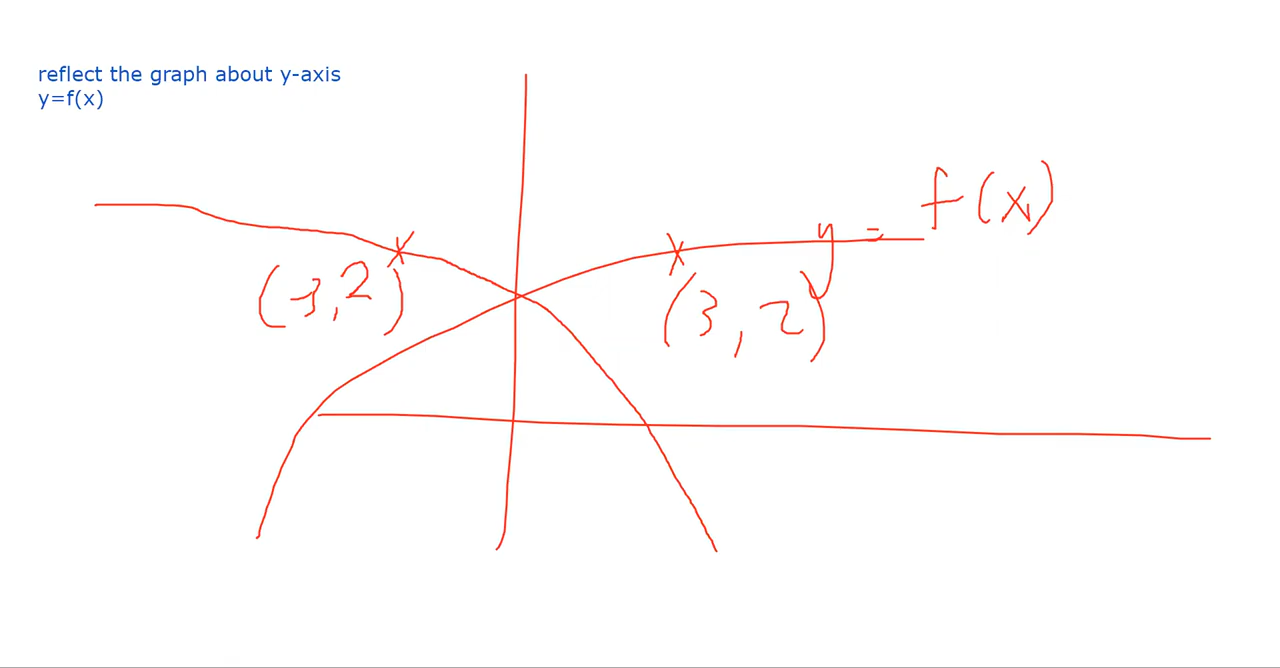 reflect the graph about y-axis
y=f(x)
y = f(x)
(-3,2)
(3,2)